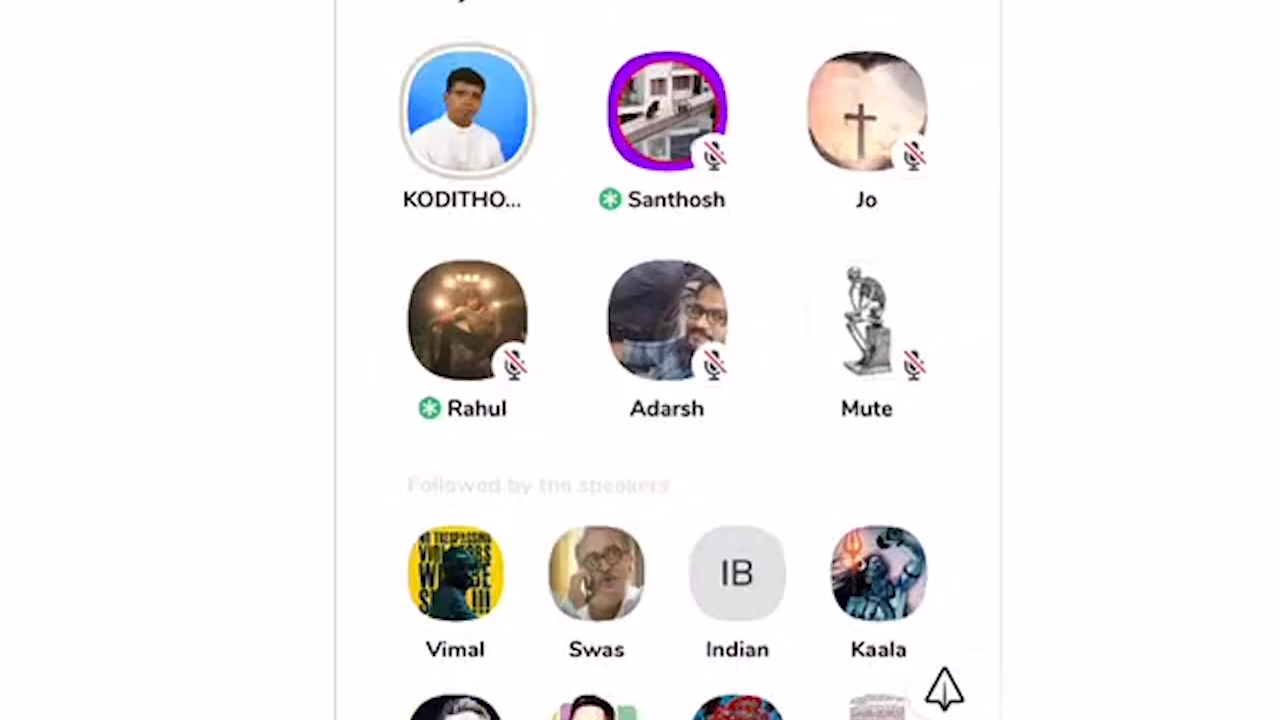 KODITHO...
Santhosh
Jo
Rahul
Adarsh
Mute
Followed by the speakers
IB
Vimal
Swas
Indian
Kaala